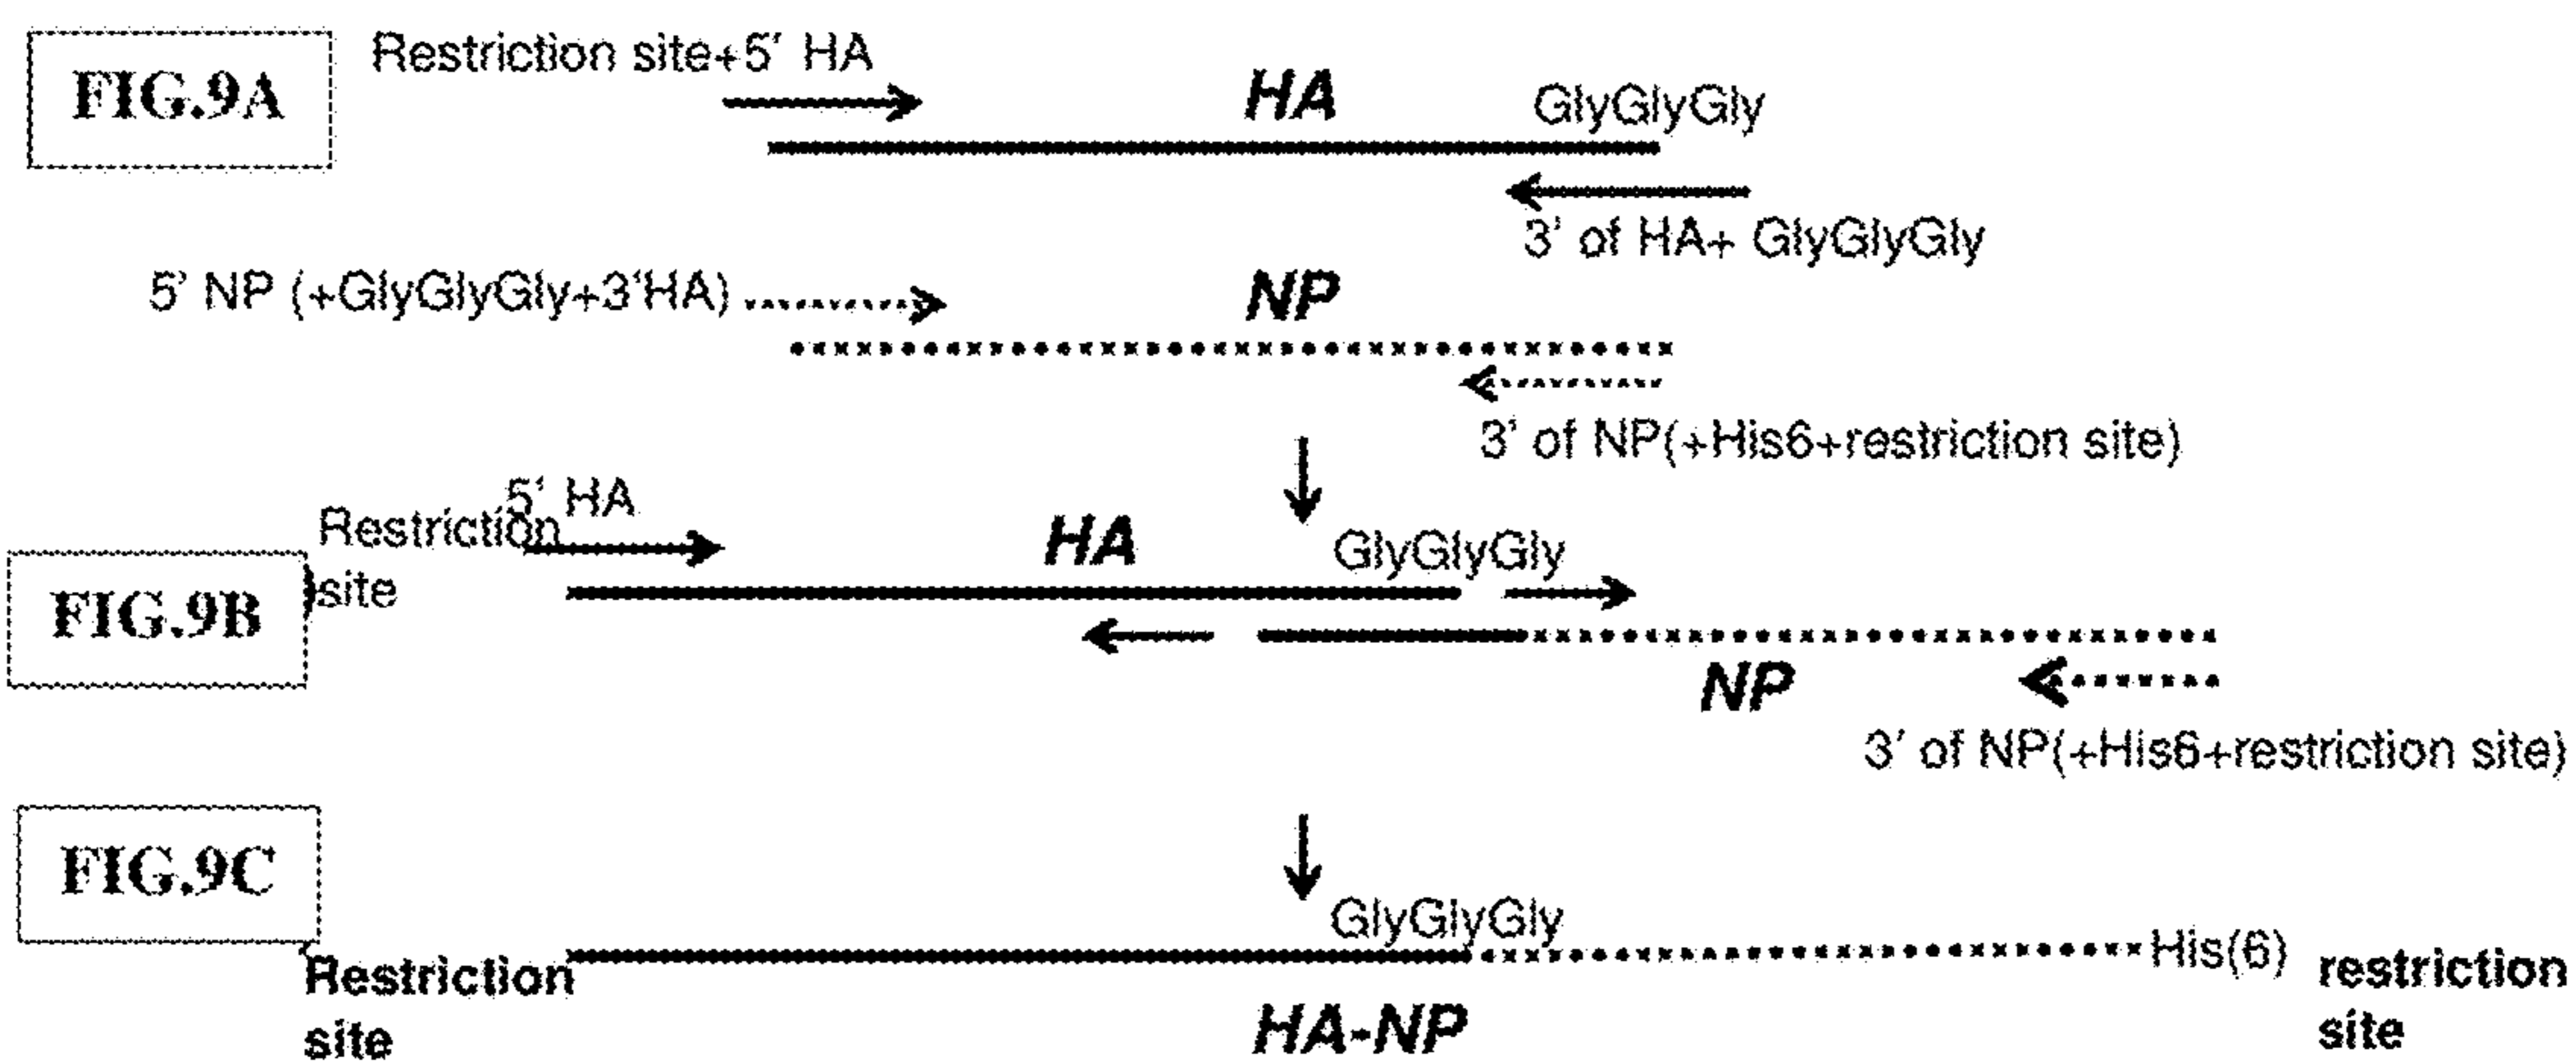 FIG.9A
Restriction site+5' HA
HA
GlyGlyGly
3' of HA+ GlyGlyGly
5' NP (+GlyGlyGly+3'HA)
NP
3' of NP(+His6+restriction site)
5' HA
Restriction
site
FIG.9B
HA
GlyGlyGly
NP
3' of NP(+His6+restriction site)
FIG.9C
GlyGlyGly
Restriction
site
His(6)
restriction
site
HA-NP